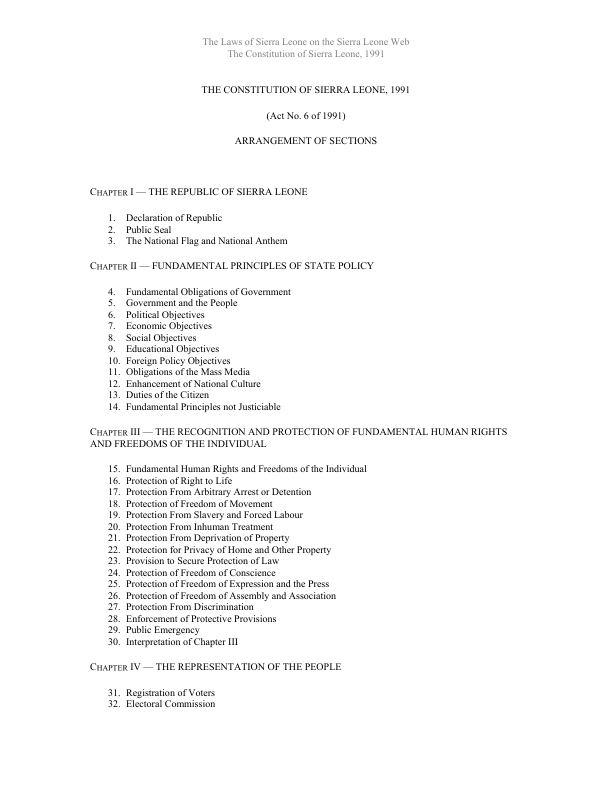 The Laws of Sierra Leone on the Sierra Leone Web
The Constitution of Sierra Leone, 1991
THE CONSTITUTION OF SIERRA LEONE, 1991
(Act No. 6 of 1991)
ARRANGEMENT OF SECTIONS
CHAPTER I — THE REPUBLIC OF SIERRA LEONE
1. Declaration of Republic
2. Public Seal
3. The National Flag and National Anthem
CHAPTER II — FUNDAMENTAL PRINCIPLES OF STATE POLICY
4. Fundamental Obligations of Government
5. Government and the People
6. Political Objectives
7. Economic Objectives
8. Social Objectives
9. Educational Objectives
10. Foreign Policy Objectives
11. Obligations of the Mass Media
12. Enhancement of National Culture
13. Duties of the Citizen
14. Fundamental Principles not Justiciable
CHAPTER III — THE RECOGNITION AND PROTECTION OF FUNDAMENTAL HUMAN RIGHTS
AND FREEDOMS OF THE INDIVIDUAL
15. Fundamental Human Rights and Freedoms of the Individual
16. Protection of Right to Life
17. Protection From Arbitrary Arrest or Detention
18. Protection of Freedom of Movement
19. Protection From Slavery and Forced Labour
20. Protection From Inhuman Treatment
21. Protection From Deprivation of Property
22. Protection for Privacy of Home and Other Property
23. Provision to Secure Protection of Law
24. Protection of Freedom of Conscience
25. Protection of Freedom of Expression and the Press
26. Protection of Freedom of Assembly and Association
27. Protection From Discrimination
28. Enforcement of Protective Provisions
29. Public Emergency
30. Interpretation of Chapter III
CHAPTER IV — THE REPRESENTATION OF THE PEOPLE
31. Registration of Voters
32. Electoral Commission